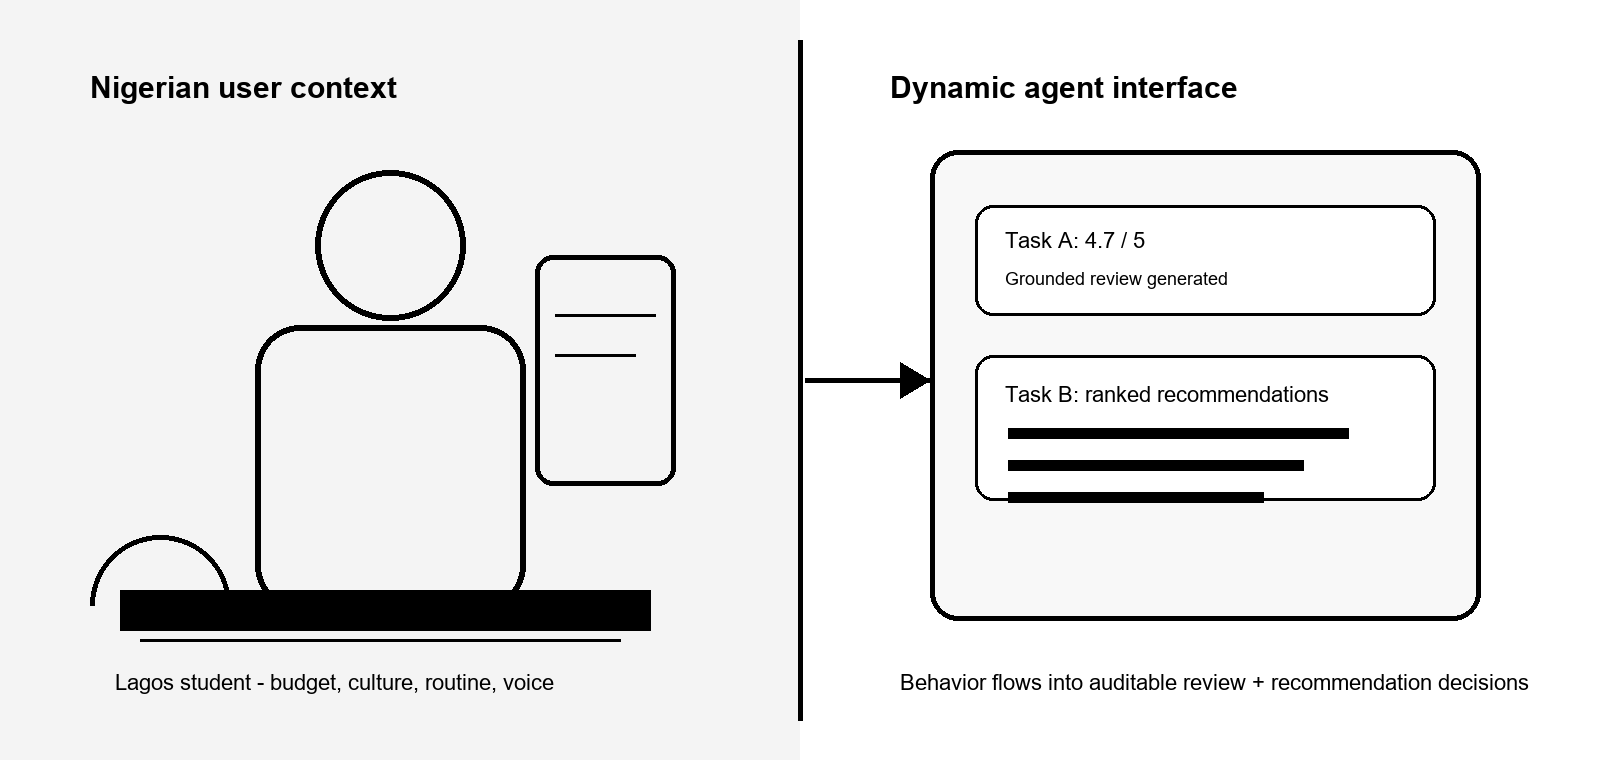 Nigerian user context
Lagos student - budget, culture, routine, voice
Dynamic agent interface
Task A: 4.7 / 5
Grounded review generated
Task B: ranked recommendations
Behavior flows into auditable review + recommendation decisions